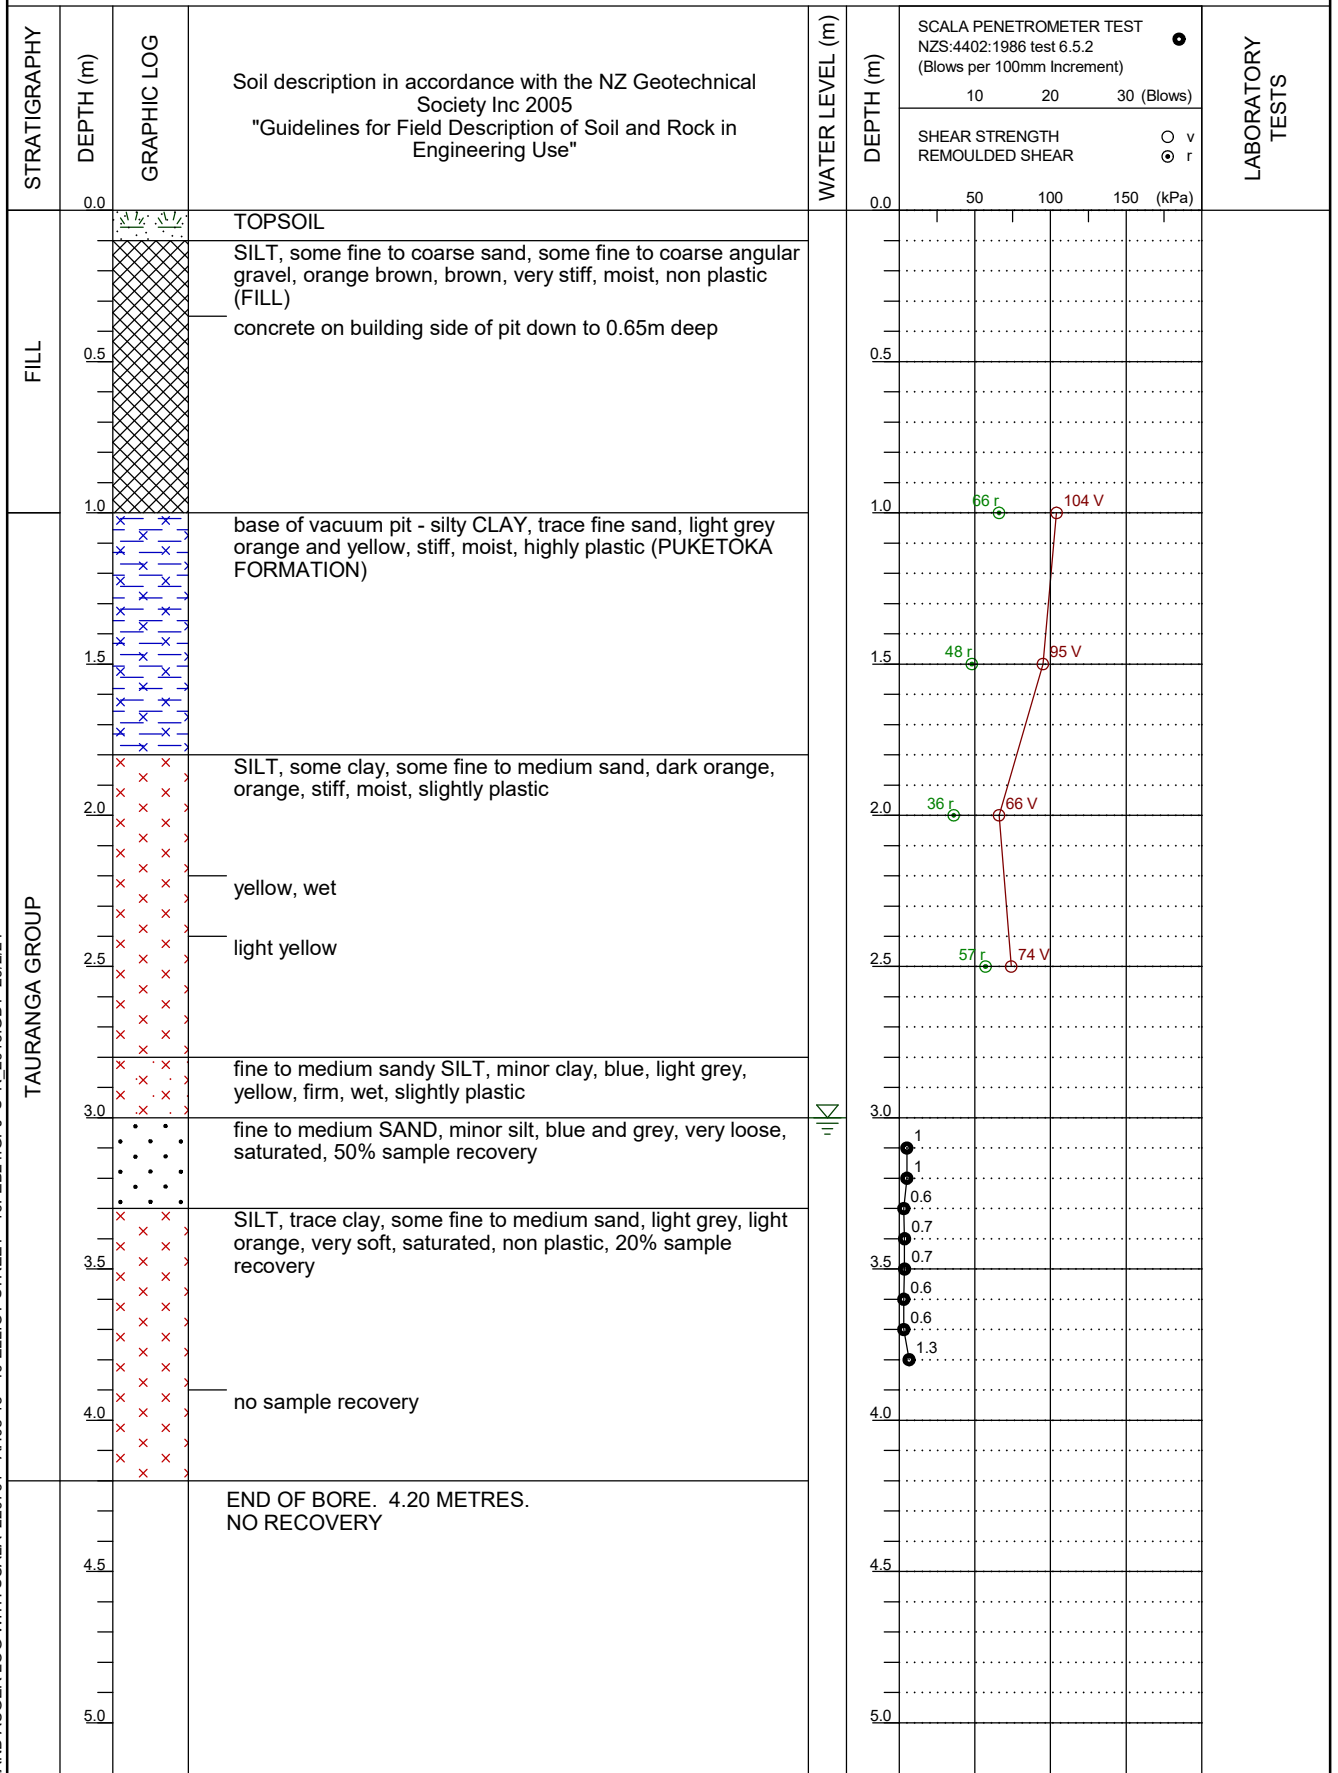 STRATIGRAPHY
DEPTH (m)
GRAPHIC LOG
Soil description in accordance with the NZ Geotechnical
Society Inc 2005
"Guidelines for Field Description of Soil and Rock in
Engineering Use"
WATER LEVEL (m)
DEPTH (m)
SCALA PENETROMETER TEST
NZS:4402:1986 test 6.5.2
(Blows per 100mm Increment)
10 20 30 (Blows)
SHEAR STRENGTH v
REMOULDED SHEAR r
50 100 150 (kPa)
LABORATORY
TESTS
0.0 0.0
TOPSOIL
FILL
SILT, some fine to coarse sand, some fine to coarse angular
gravel, orange brown, brown, very stiff, moist, non plastic
(FILL)
concrete on building side of pit down to 0.65m deep
0.5 0.5
1.0 1.0
66 r 104 V
base of vacuum pit - silty CLAY, trace fine sand, light grey
orange and yellow, stiff, moist, highly plastic (PUKETOKA
FORMATION)
1.5 1.5
48 r 95 V
TAURANGA GROUP
SILT, some clay, some fine to medium sand, dark orange,
orange, stiff, moist, slightly plastic
2.0 2.0
36 r 66 V
yellow, wet
light yellow
2.5 2.5
57 r 74 V
fine to medium sandy SILT, minor clay, blue, light grey,
yellow, firm, wet, slightly plastic
3.0 3.0
fine to medium SAND, minor silt, blue and grey, very loose,
saturated, 50% sample recovery
1
1
0.6
SILT, trace clay, some fine to medium sand, light grey, light
orange, very soft, saturated, non plastic, 20% sample
recovery
0.7
3.5 3.5
0.7
0.6
0.6
1.3
no sample recovery
4.0 4.0
END OF BORE. 4.20 METRES.
NO RECOVERY
4.5 4.5
5.0 5.0